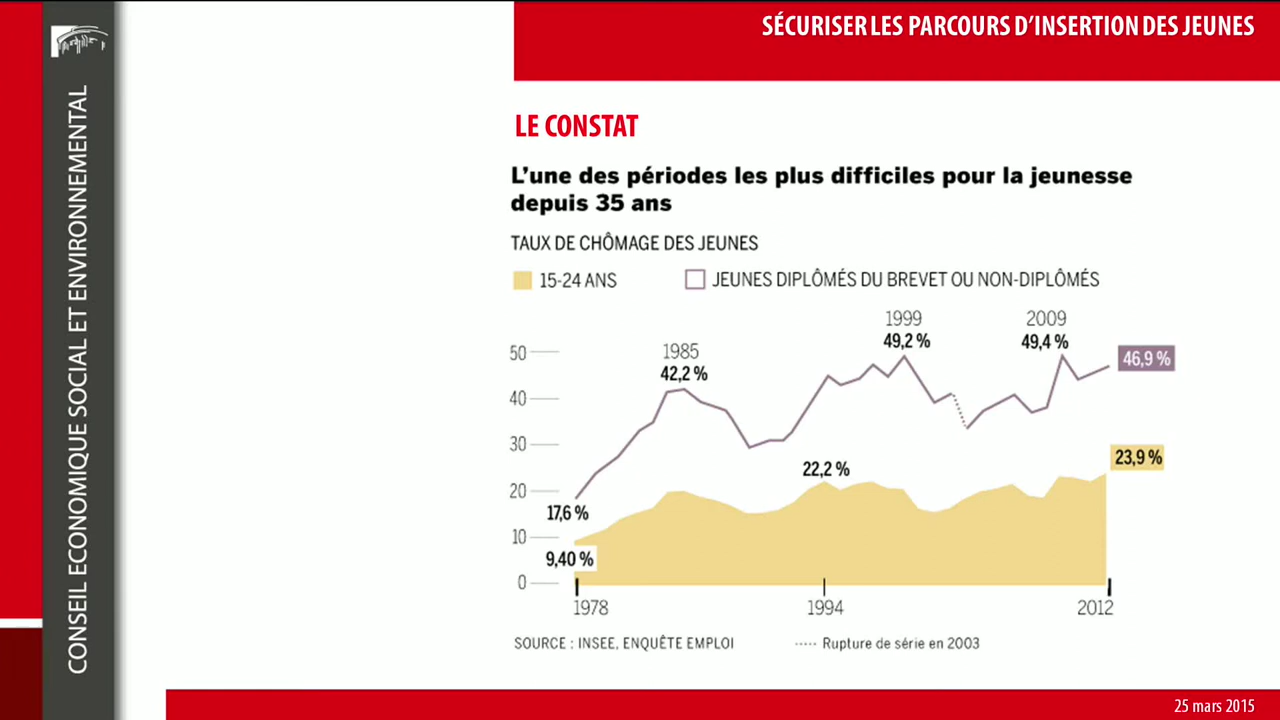 SÉCURISER LES PARCOURS D'INSERTION DES JEUNES
CONSEIL ECONOMIQUE SOCIAL ET ENVIRONNEMENTAL
LE CONSTAT
L'une des périodes les plus difficiles pour la jeunesse
depuis 35 ans
TAUX DE CHÔMAGE DES JEUNES
15-24 ANS
JEUNES DIPLÔMÉS DU BREVET OU NON-DIPLÔMÉS
1985
42,2 %
1999
49,2 %
2009
49,4 %
46,9 %
50
40
30
20
10
0
17,6 %
9,40 %
22,2 %
23,9 %
1978
1994
2012
SOURCE : INSEE, ENQUÊTE EMPLOI
Rupture de série en 2003
25 mars 2015